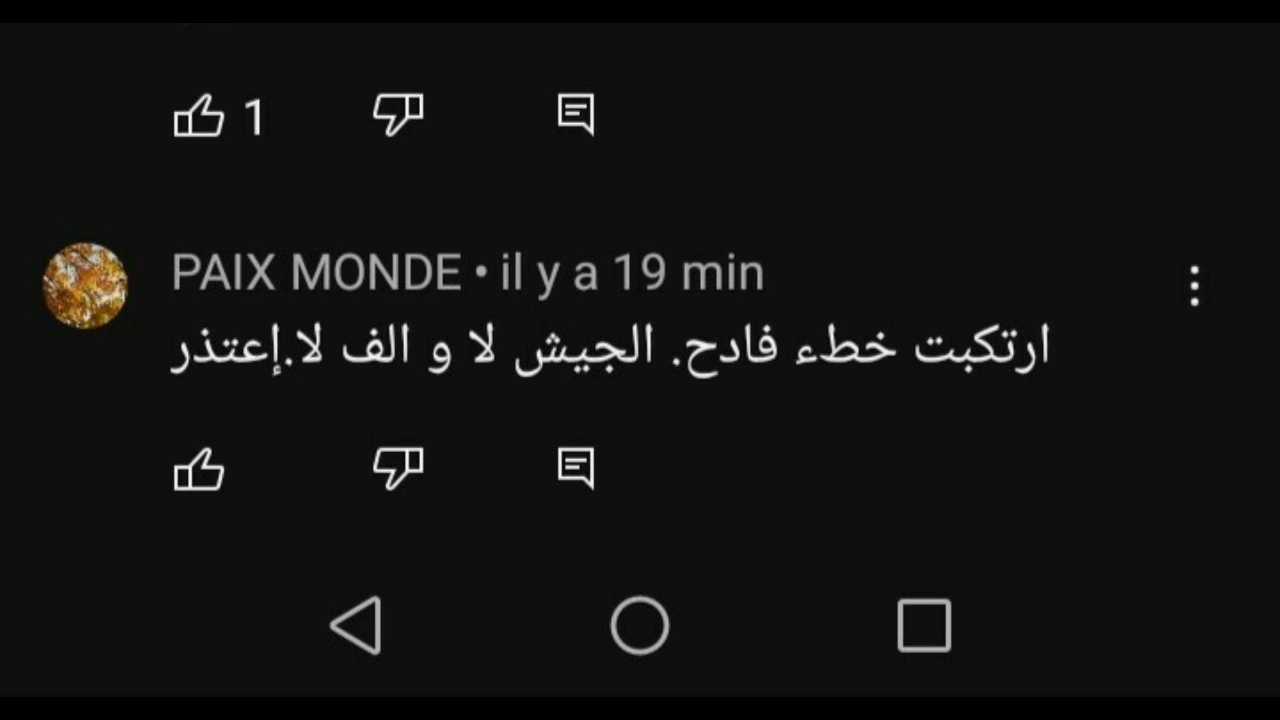 1
PAIX MONDE • il y a 19 min
ارتكبت خطء فادح. الجيش لا و الف لا.إعتذر